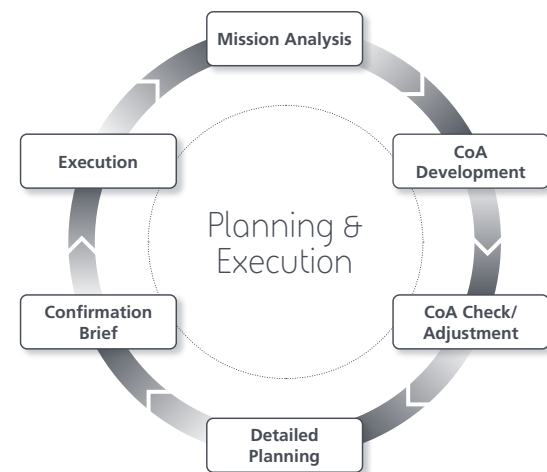 Mission Analysis
CoA
Development
CoA Check/
Adjustment
Detailed
Planning
Confirmation
Brief
Execution
Planning &
Execution